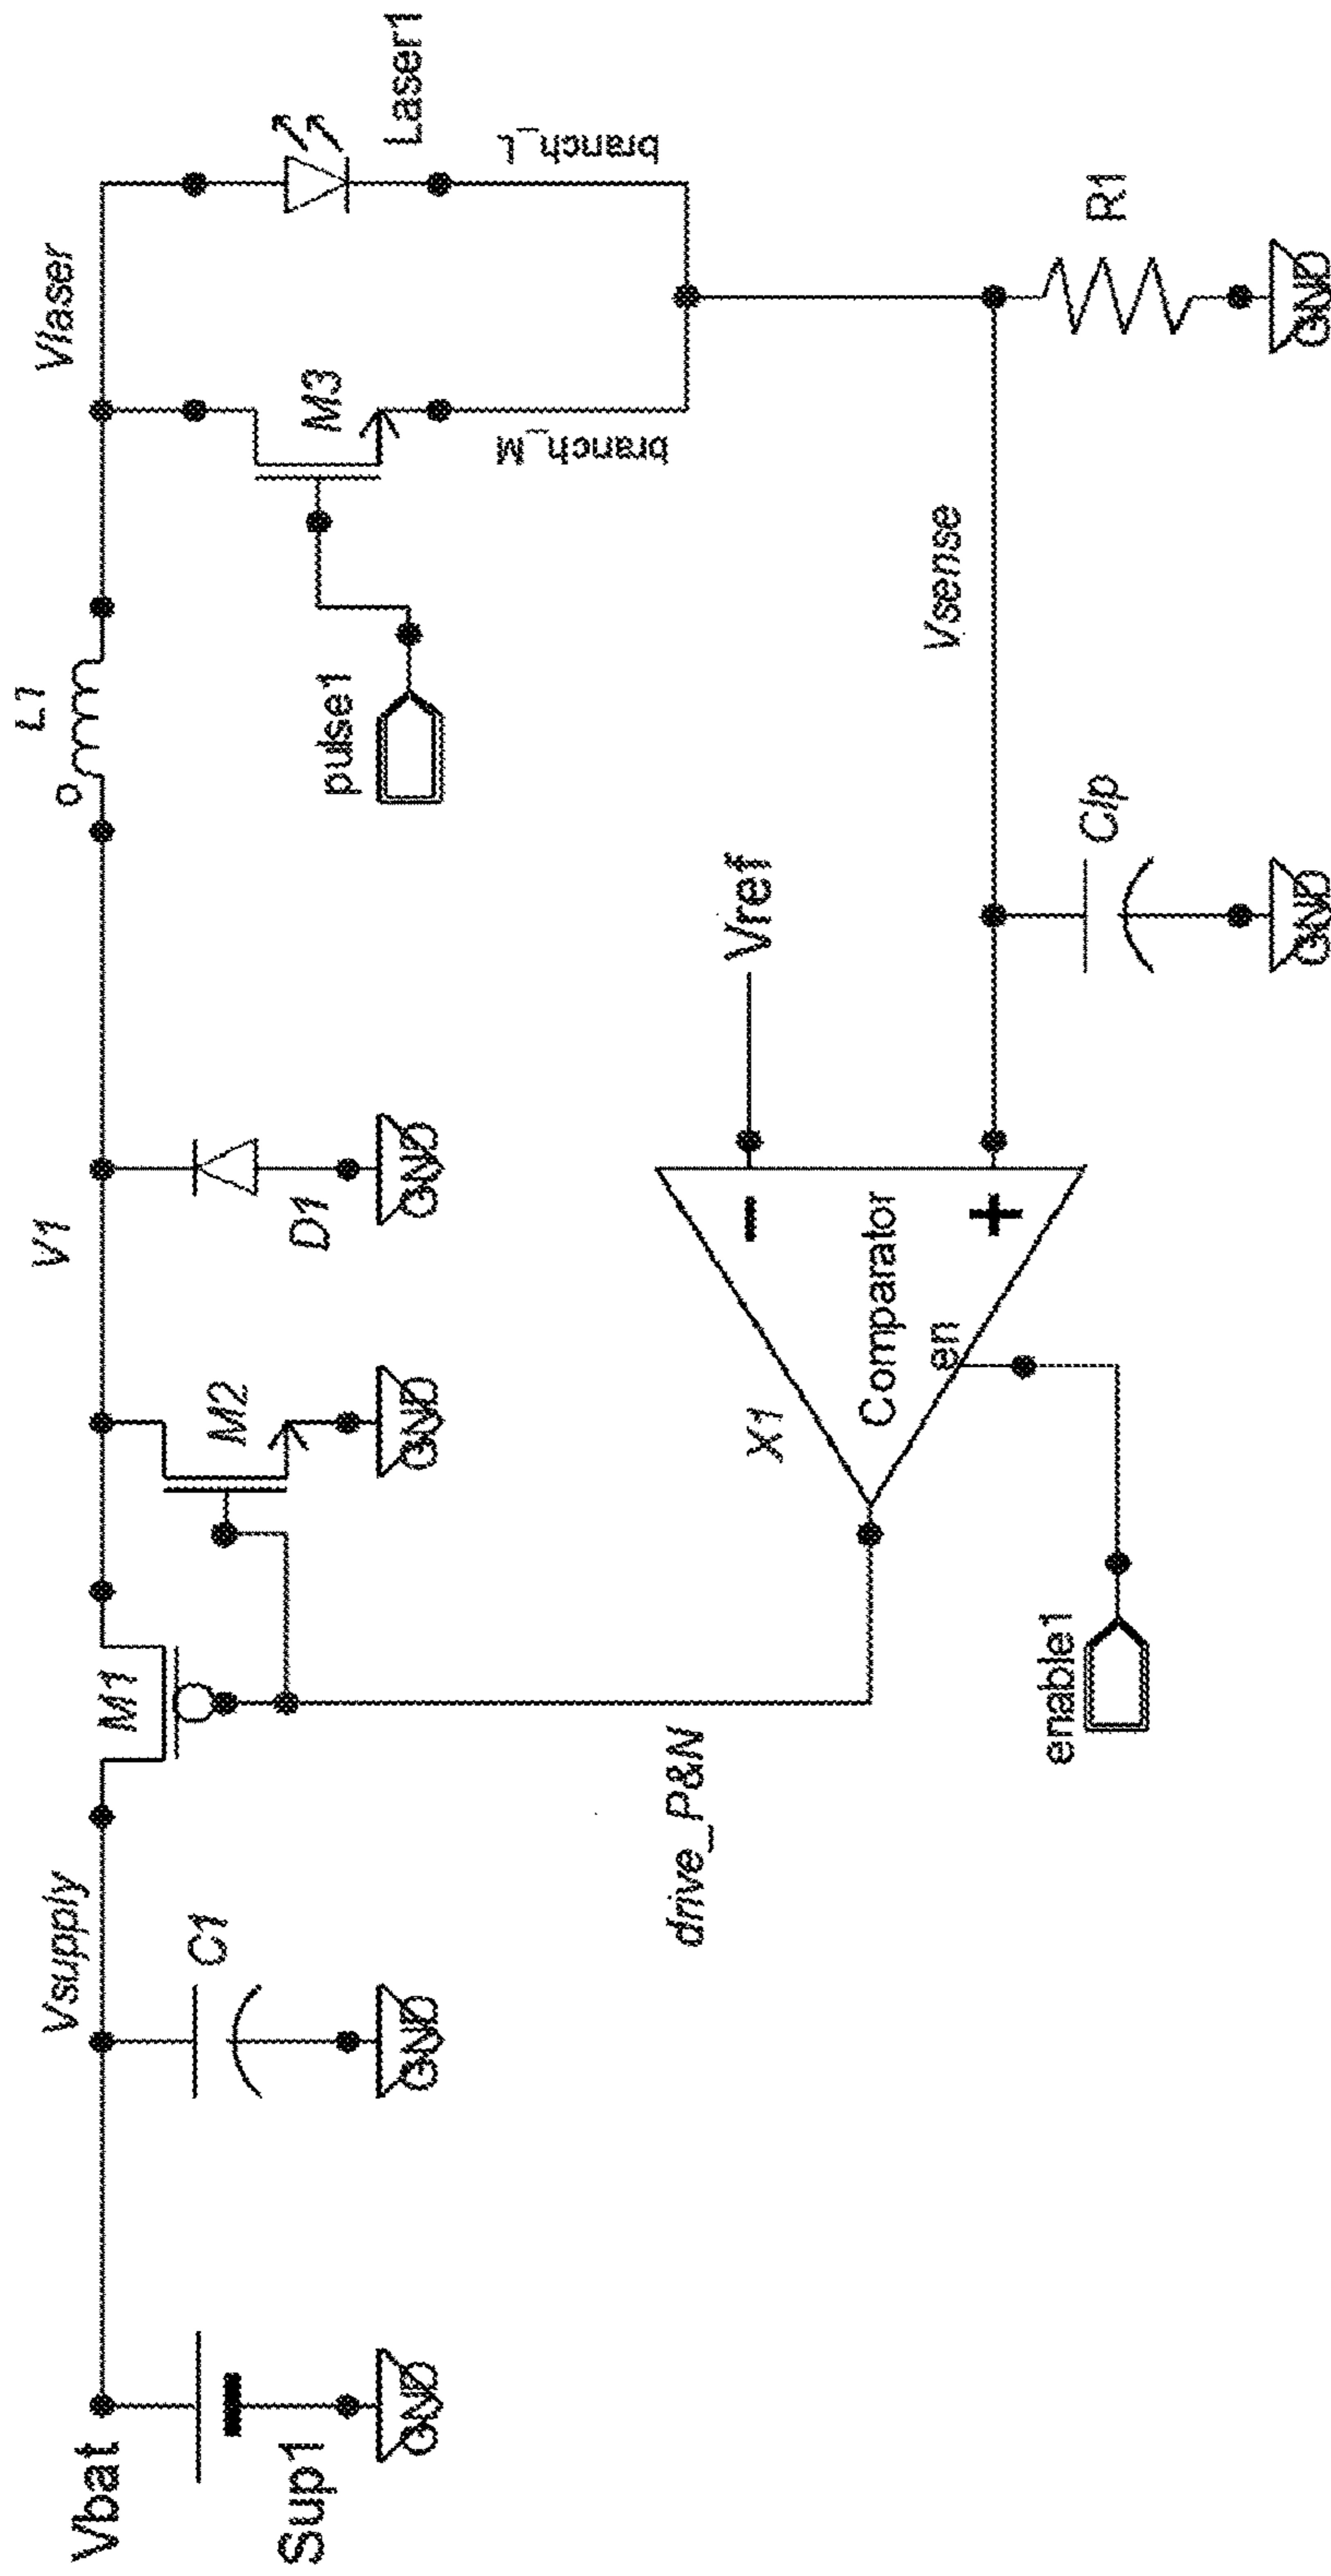 Vbat
Sup1
GND
Vsupply
C1
GND
M1
M2
GND
V1
D1
GND
L1
Vlaser
pulse1
M3
Laser1
branch_M
branch_L
drive_P&N
X1
Comparator
en
−
+
Vref
Vsense
enable1
Clp
GND
R1
GND